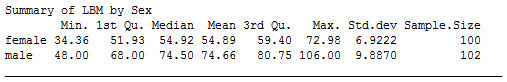 Summary of LBM by Sex
Min. 1st Qu. Median Mean 3rd Qu. Max. Std.dev Sample.Size
female 34.36 51.93 54.92 54.89 59.40 72.98 6.9222 100
male 48.00 68.00 74.50 74.66 80.75 106.00 9.8870 102